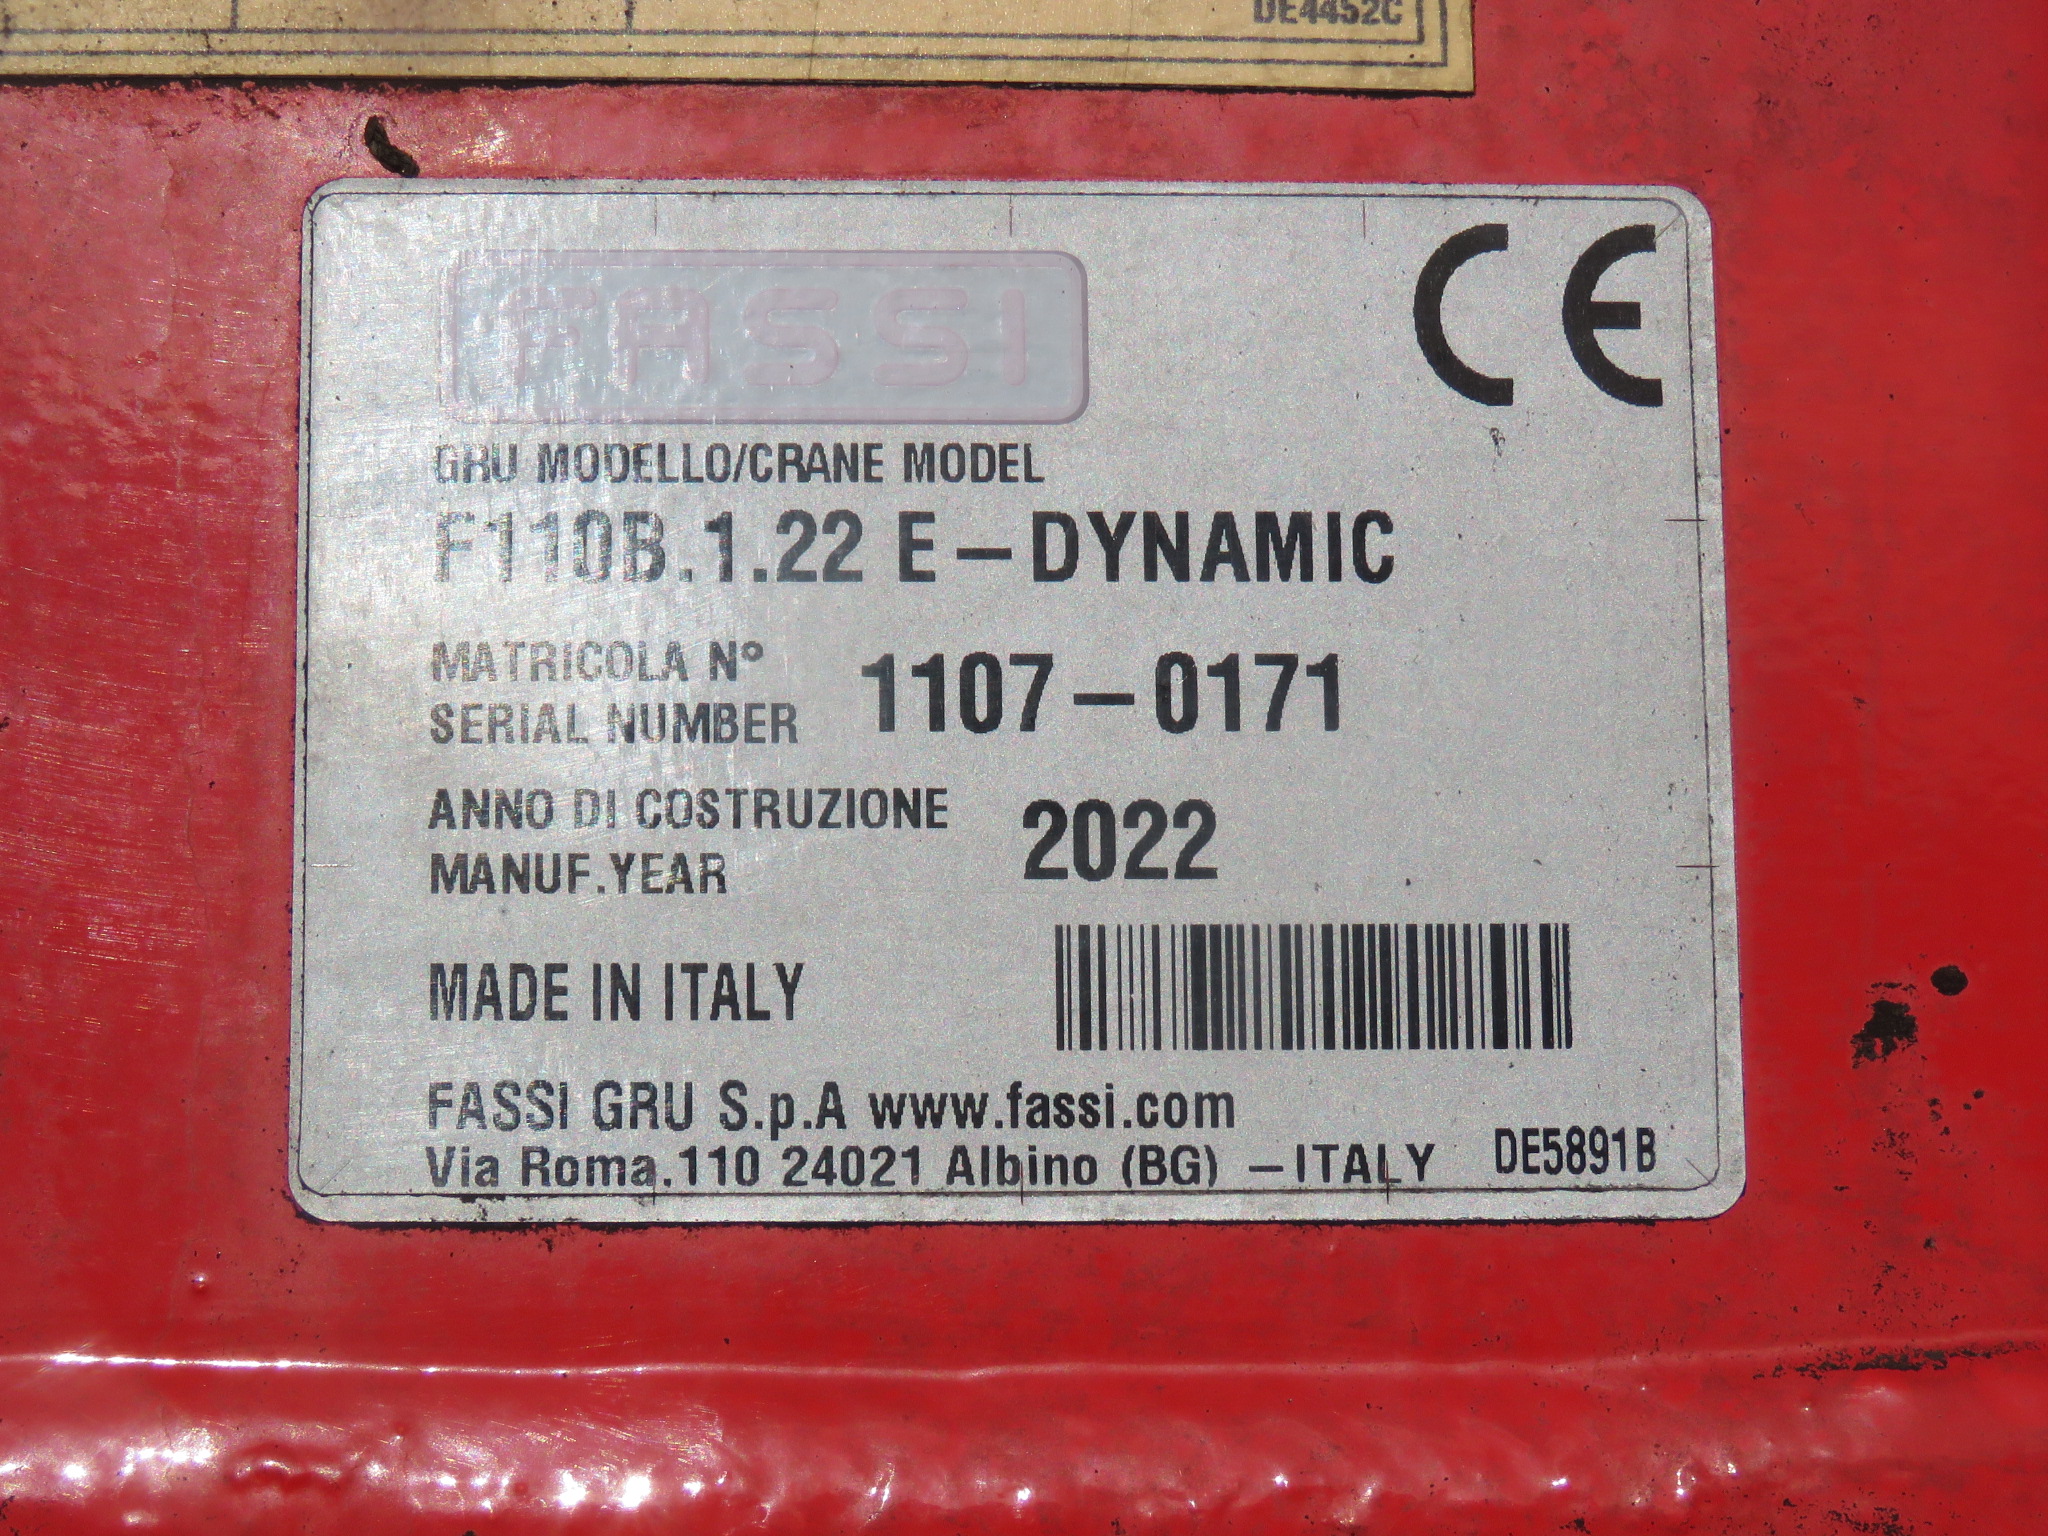 DE4452C
FASSI
CE
GRU MODELLO/CRANE MODEL
F110B.1.22 E-DYNAMIC
MATRICOLA Nº
SERIAL NUMBER
1107-0171
ANNO DI COSTRUZIONE
MANUF.YEAR
2022
MADE IN ITALY
FASSI GRU S.p.A www.fassi.com
Via Roma,110 24021 Albino (BG) -ITALY
DE5891B